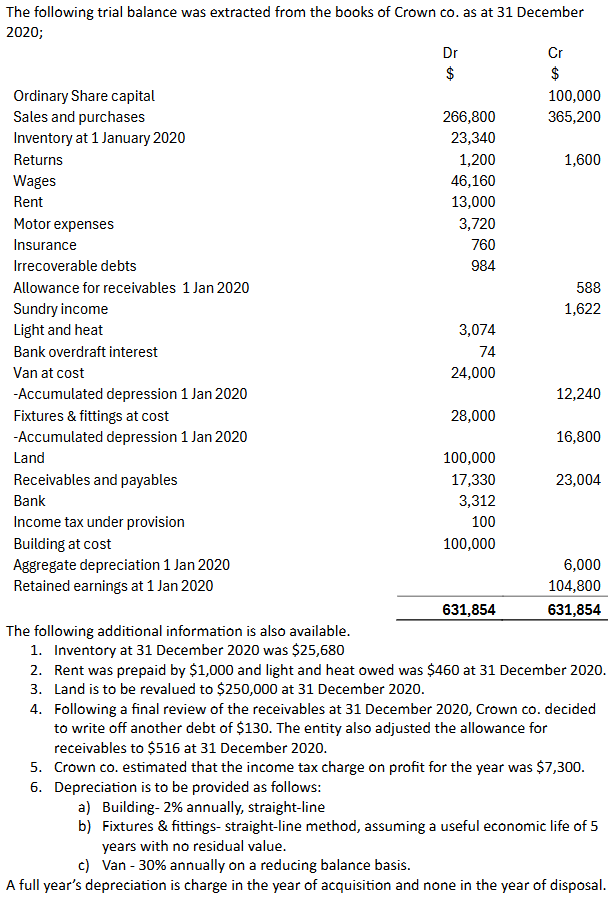 The following trial balance was extracted from the books of Crown co. as at 31 December
2020;
Dr Cr
$ $
Ordinary Share capital 100,000
Sales and purchases 266,800 365,200
Inventory at 1 January 2020 23,340
Returns 1,200 1,600
Wages 46,160
Rent 13,000
Motor expenses 3,720
Insurance 760
Irrecoverable debts 984
Allowance for receivables 1 Jan 2020 588
Sundry income 1,622
Light and heat 3,074
Bank overdraft interest 74
Van at cost 24,000
-Accumulated depression 1 Jan 2020 12,240
Fixtures & fittings at cost 28,000
-Accumulated depression 1 Jan 2020 16,800
Land 100,000
Receivables and payables 17,330 23,004
Bank 3,312
Income tax under provision 100
Building at cost 100,000
Aggregate depreciation 1 Jan 2020 6,000
Retained earnings at 1 Jan 2020 104,800
631,854 631,854
The following additional information is also available.
1. Inventory at 31 December 2020 was $25,680
2. Rent was prepaid by $1,000 and light and heat owed was $460 at 31 December 2020.
3. Land is to be revalued to $250,000 at 31 December 2020.
4. Following a final review of the receivables at 31 December 2020, Crown co. decided
to write off another debt of $130. The entity also adjusted the allowance for
receivables to $516 at 31 December 2020.
5. Crown co. estimated that the income tax charge on profit for the year was $7,300.
6. Depreciation is to be provided as follows:
a) Building- 2% annually, straight-line
b) Fixtures & fittings- straight-line method, assuming a useful economic life of 5
years with no residual value.
c) Van - 30% annually on a reducing balance basis.
A full year's depreciation is charge in the year of acquisition and none in the year of disposal.